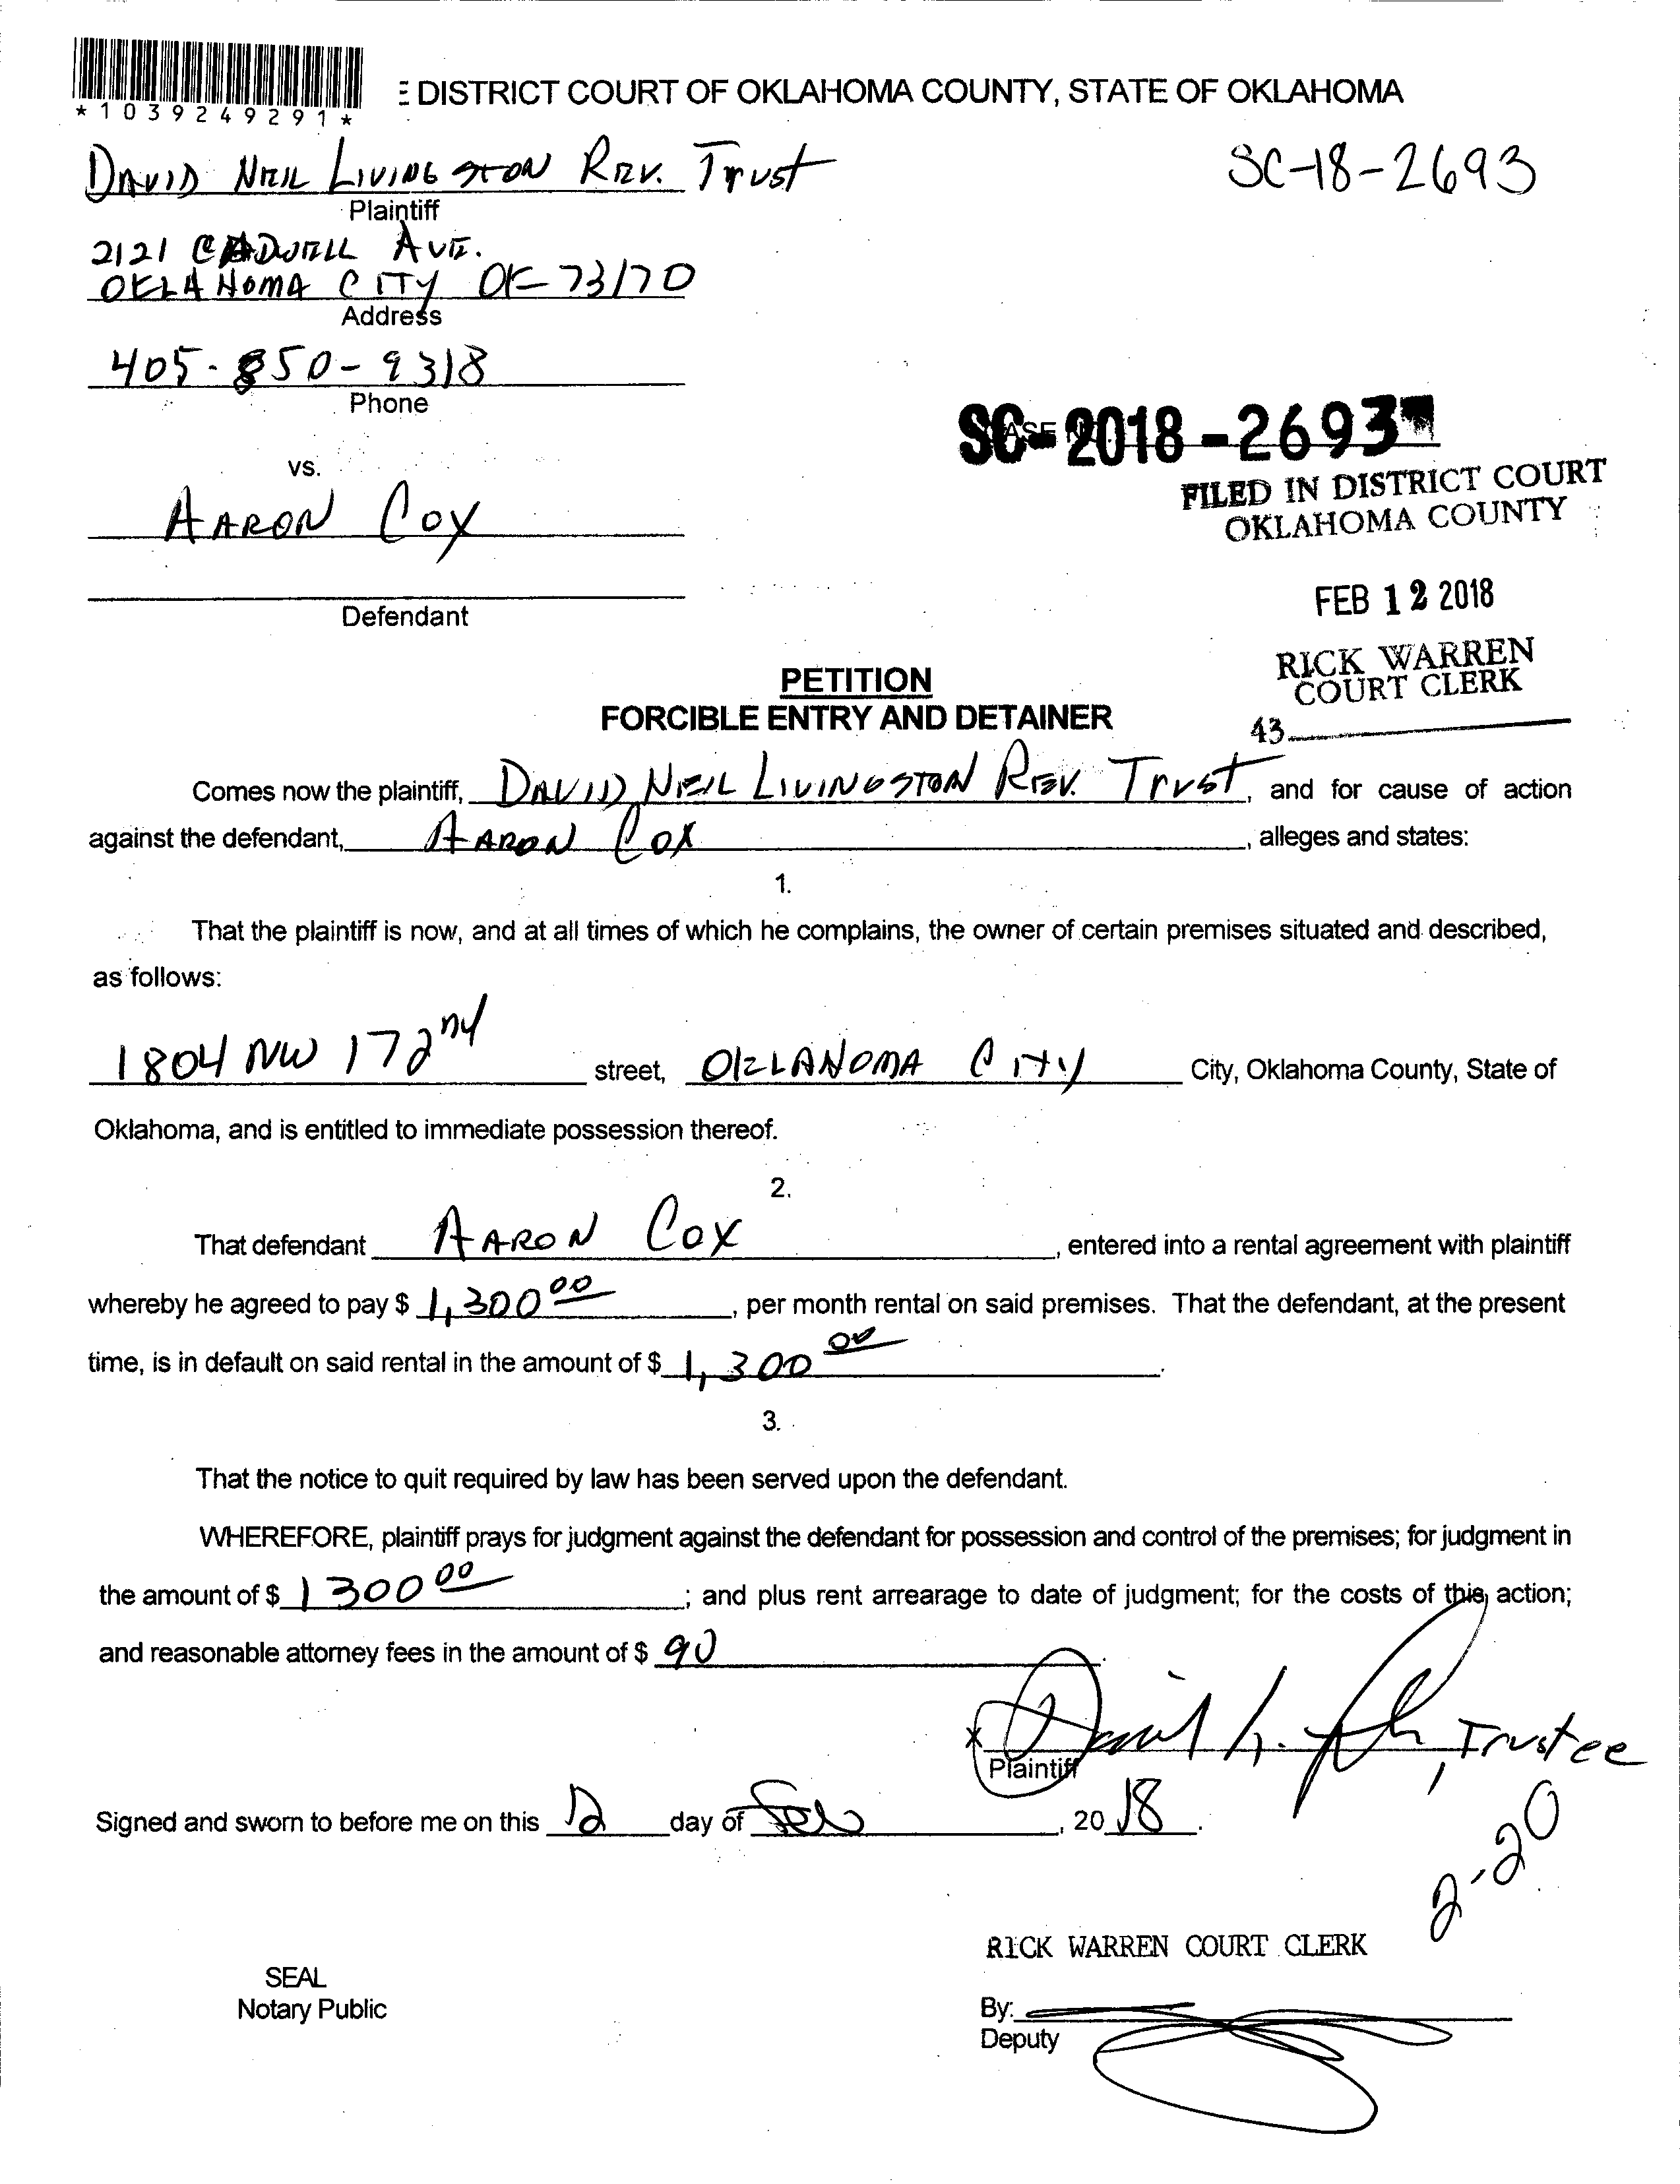 *1039249291*
DISTRICT COURT OF OKLAHOMA COUNTY, STATE OF OKLAHOMA
DAVID NEIL LIVINGSTON REV. Trust
SC-18-2693
Plaintiff
2121 CADWELL AVE.
OKLAHOMA CITY OK 73170
Address
405-850-9318
Phone
SC-2018-2693
FILED IN DISTRICT COURT
OKLAHOMA COUNTY
vs.
AARON COX
Defendant
FEB 12 2018
RICK WARREN
COURT CLERK
43
PETITION
FORCIBLE ENTRY AND DETAINER
Comes now the plaintiff, DAVID NEIL LIVINGSTON REV. Trust, and for cause of action
against the defendant, AARON COX, alleges and states:
1.
That the plaintiff is now, and at all times of which he complains, the owner of certain premises situated and described,
as follows:
1804 NW 172nd street, OKLAHOMA CITY City, Oklahoma County, State of
Oklahoma, and is entitled to immediate possession thereof.
2.
That defendant AARON COX, entered into a rental agreement with plaintiff
whereby he agreed to pay $ 1,300 00, per month rental on said premises. That the defendant, at the present
time, is in default on said rental in the amount of $ 1,300 00.
3.
That the notice to quit required by law has been served upon the defendant.
WHEREFORE, plaintiff prays for judgment against the defendant for possession and control of the premises; for judgment in
the amount of $ 1300 00; and plus rent arrearage to date of judgment; for the costs of this action;
and reasonable attorney fees in the amount of $ 90.
X Trustee
Plaintiff
Signed and sworn to before me on this 12 day of Feb, 2018.
2-20
RICK WARREN COURT CLERK
SEAL
Notary Public
By:
Deputy